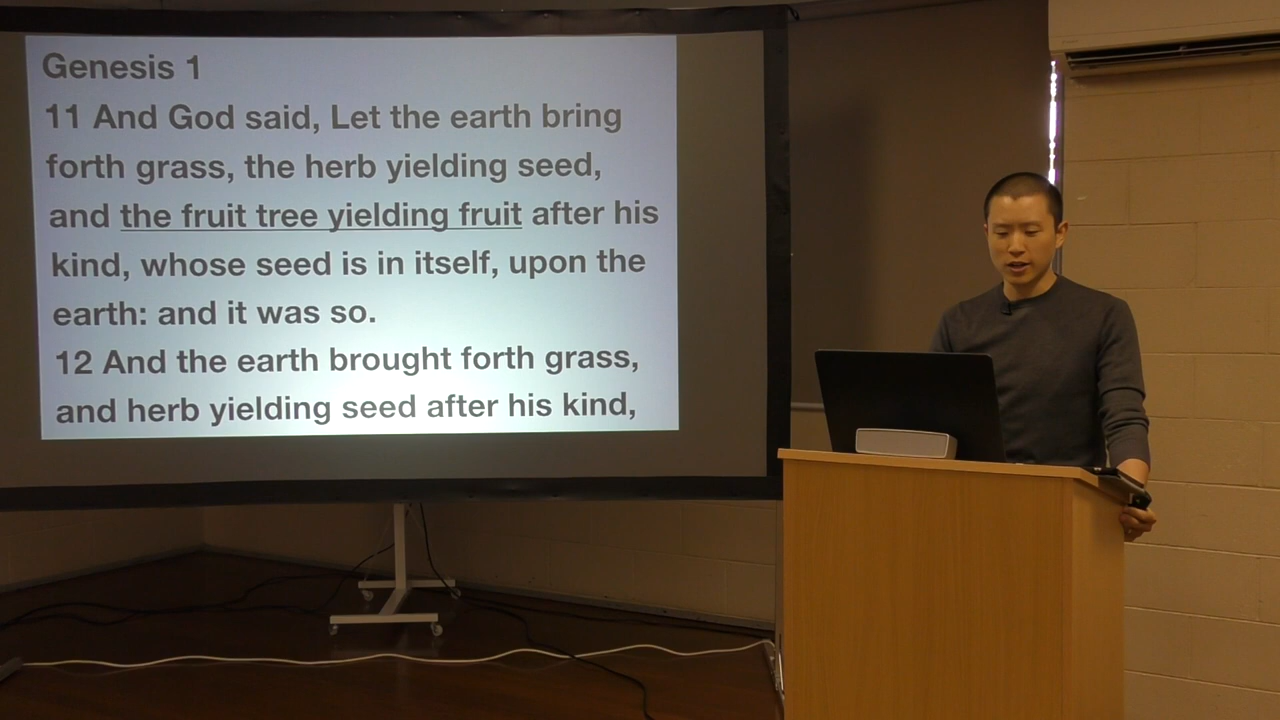 Genesis 1
11 And God said, Let the earth bring
forth grass, the herb yielding seed,
and the fruit tree yielding fruit after his
kind, whose seed is in itself, upon the
earth: and it was so.
12 And the earth brought forth grass,
and herb yielding seed after his kind,